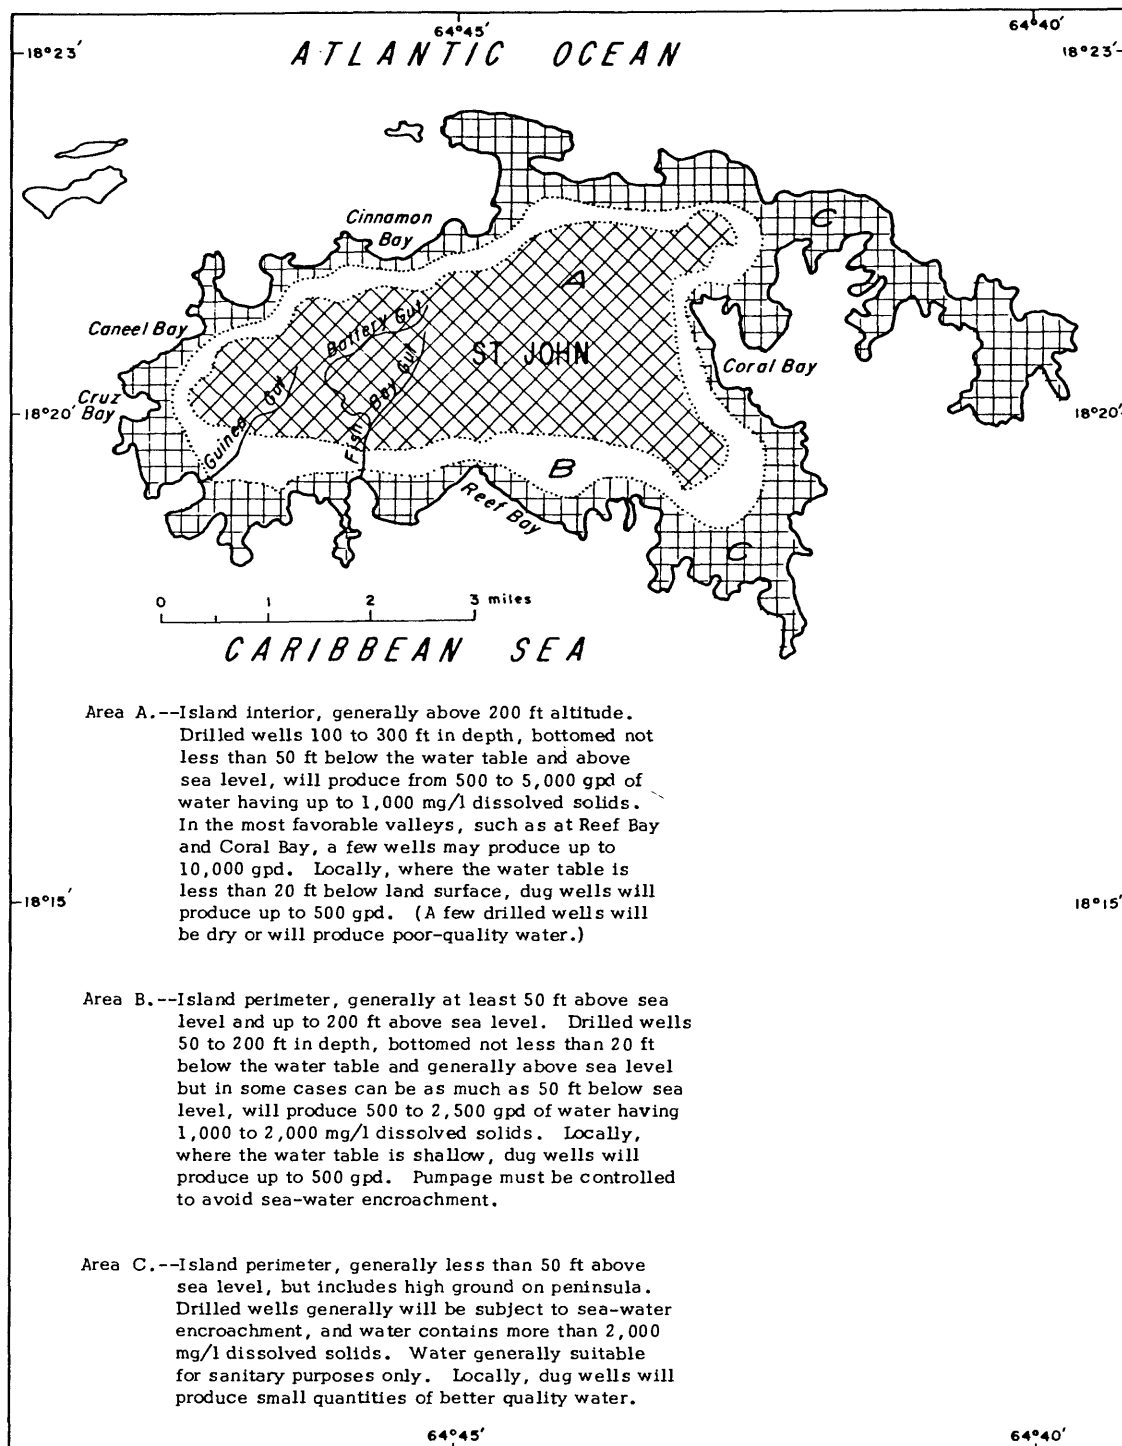 64°45′ 64°40′
18°23′ ATLANTIC OCEAN 18°23′
Cinnamon
Bay
C
A
Caneel Bay
Battery Gut
ST. JOHN
Coral Bay
Cruz
Bay
18°20′ 18°20′
Guinea Gut
Fish Bay Gut
B
Reef Bay
C
0 1 2 3 miles
CARIBBEAN SEA
Area A.--Island interior, generally above 200 ft altitude.
Drilled wells 100 to 300 ft in depth, bottomed not
less than 50 ft below the water table and above
sea level, will produce from 500 to 5,000 gpd of
water having up to 1,000 mg/l dissolved solids.
In the most favorable valleys, such as at Reef Bay
and Coral Bay, a few wells may produce up to
10,000 gpd. Locally, where the water table is
less than 20 ft below land surface, dug wells will
18°15′ 18°15′
produce up to 500 gpd. (A few drilled wells will
be dry or will produce poor-quality water.)
Area B.--Island perimeter, generally at least 50 ft above sea
level and up to 200 ft above sea level. Drilled wells
50 to 200 ft in depth, bottomed not less than 20 ft
below the water table and generally above sea level
but in some cases can be as much as 50 ft below sea
level, will produce 500 to 2,500 gpd of water having
1,000 to 2,000 mg/l dissolved solids. Locally,
where the water table is shallow, dug wells will
produce up to 500 gpd. Pumpage must be controlled
to avoid sea-water encroachment.
Area C.--Island perimeter, generally less than 50 ft above
sea level, but includes high ground on peninsula.
Drilled wells generally will be subject to sea-water
encroachment, and water contains more than 2,000
mg/l dissolved solids. Water generally suitable
for sanitary purposes only. Locally, dug wells will
produce small quantities of better quality water.
64°45′ 64°40′